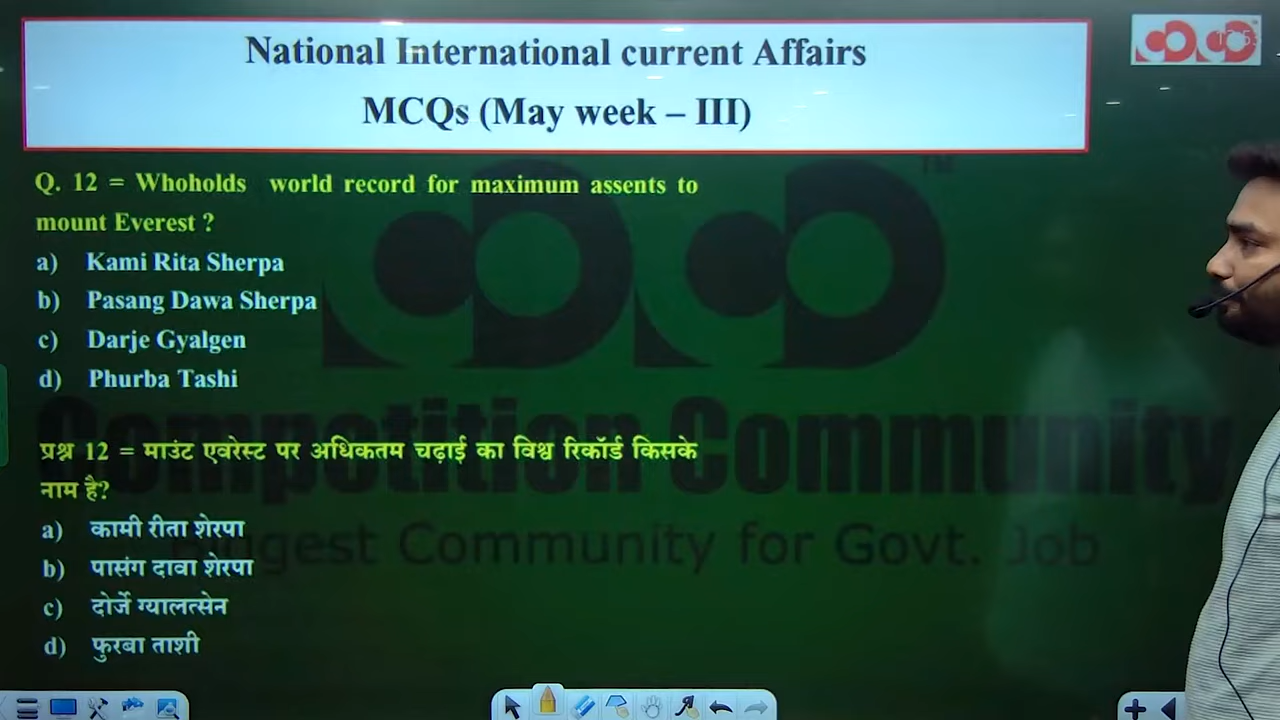 National International current Affairs
MCQs (May week – III)
Q. 12 = Whoholds world record for maximum assents to
mount Everest ?
a) Kami Rita Sherpa
b) Pasang Dawa Sherpa
c) Darje Gyalgen
d) Phurba Tashi
प्रश्न 12 = माउंट एवरेस्ट पर अधिकतम चढ़ाई का विश्व रिकॉर्ड किसके
नाम है?
a) कामी रीता शेरपा
b) पासंग दावा शेरपा
c) दोर्जे ग्यालत्सेन
d) फुरबा ताशी
TM
Competition Community
Biggest Community for Govt. Job